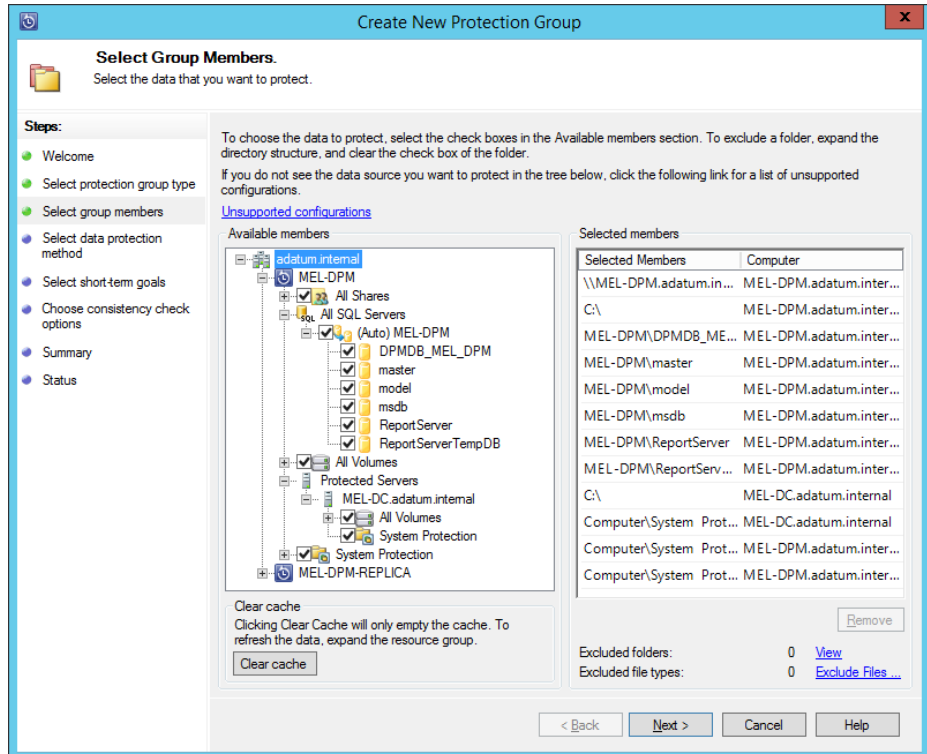 Create New Protection Group
x
Select Group Members.
Select the data that you want to protect.
Steps:
Welcome
Select protection group type
Select group members
Select data protection
method
Select short-term goals
Choose consistency check
options
Summary
Status
To choose the data to protect, select the check boxes in the Available members section. To exclude a folder, expand the
directory structure, and clear the check box of the folder.
If you do not see the data source you want to protect in the tree below, click the following link for a list of unsupported
configurations.
Unsupported configurations
Available members
adatum.internal
MEL-DPM
All Shares
SQL All SQL Servers
(Auto) MEL-DPM
DPMDB_MEL_DPM
master
model
msdb
ReportServer
ReportServerTempDB
All Volumes
Protected Servers
MEL-DC.adatum.internal
All Volumes
System Protection
System Protection
MEL-DPM-REPLICA
Clear cache
Clicking Clear Cache will only empty the cache. To
refresh the data, expand the resource group.
Clear cache
Selected members
Selected Members Computer
\\MEL-DPM.adatum.in... MEL-DPM.adatum.inter...
C:\ MEL-DPM.adatum.inter...
MEL-DPM\DPMDB_ME... MEL-DPM.adatum.inter...
MEL-DPM\master MEL-DPM.adatum.inter...
MEL-DPM\model MEL-DPM.adatum.inter...
MEL-DPM\msdb MEL-DPM.adatum.inter...
MEL-DPM\ReportServer MEL-DPM.adatum.inter...
MEL-DPM\ReportServ... MEL-DPM.adatum.inter...
C:\ MEL-DC.adatum.internal
Computer\System Prot... MEL-DC.adatum.internal
Computer\System Prot... MEL-DPM.adatum.inter...
Computer\System Prot... MEL-DPM.adatum.inter...
Remove
Excluded folders: 0 View
Excluded file types: 0 Exclude Files ...
< Back Next > Cancel Help